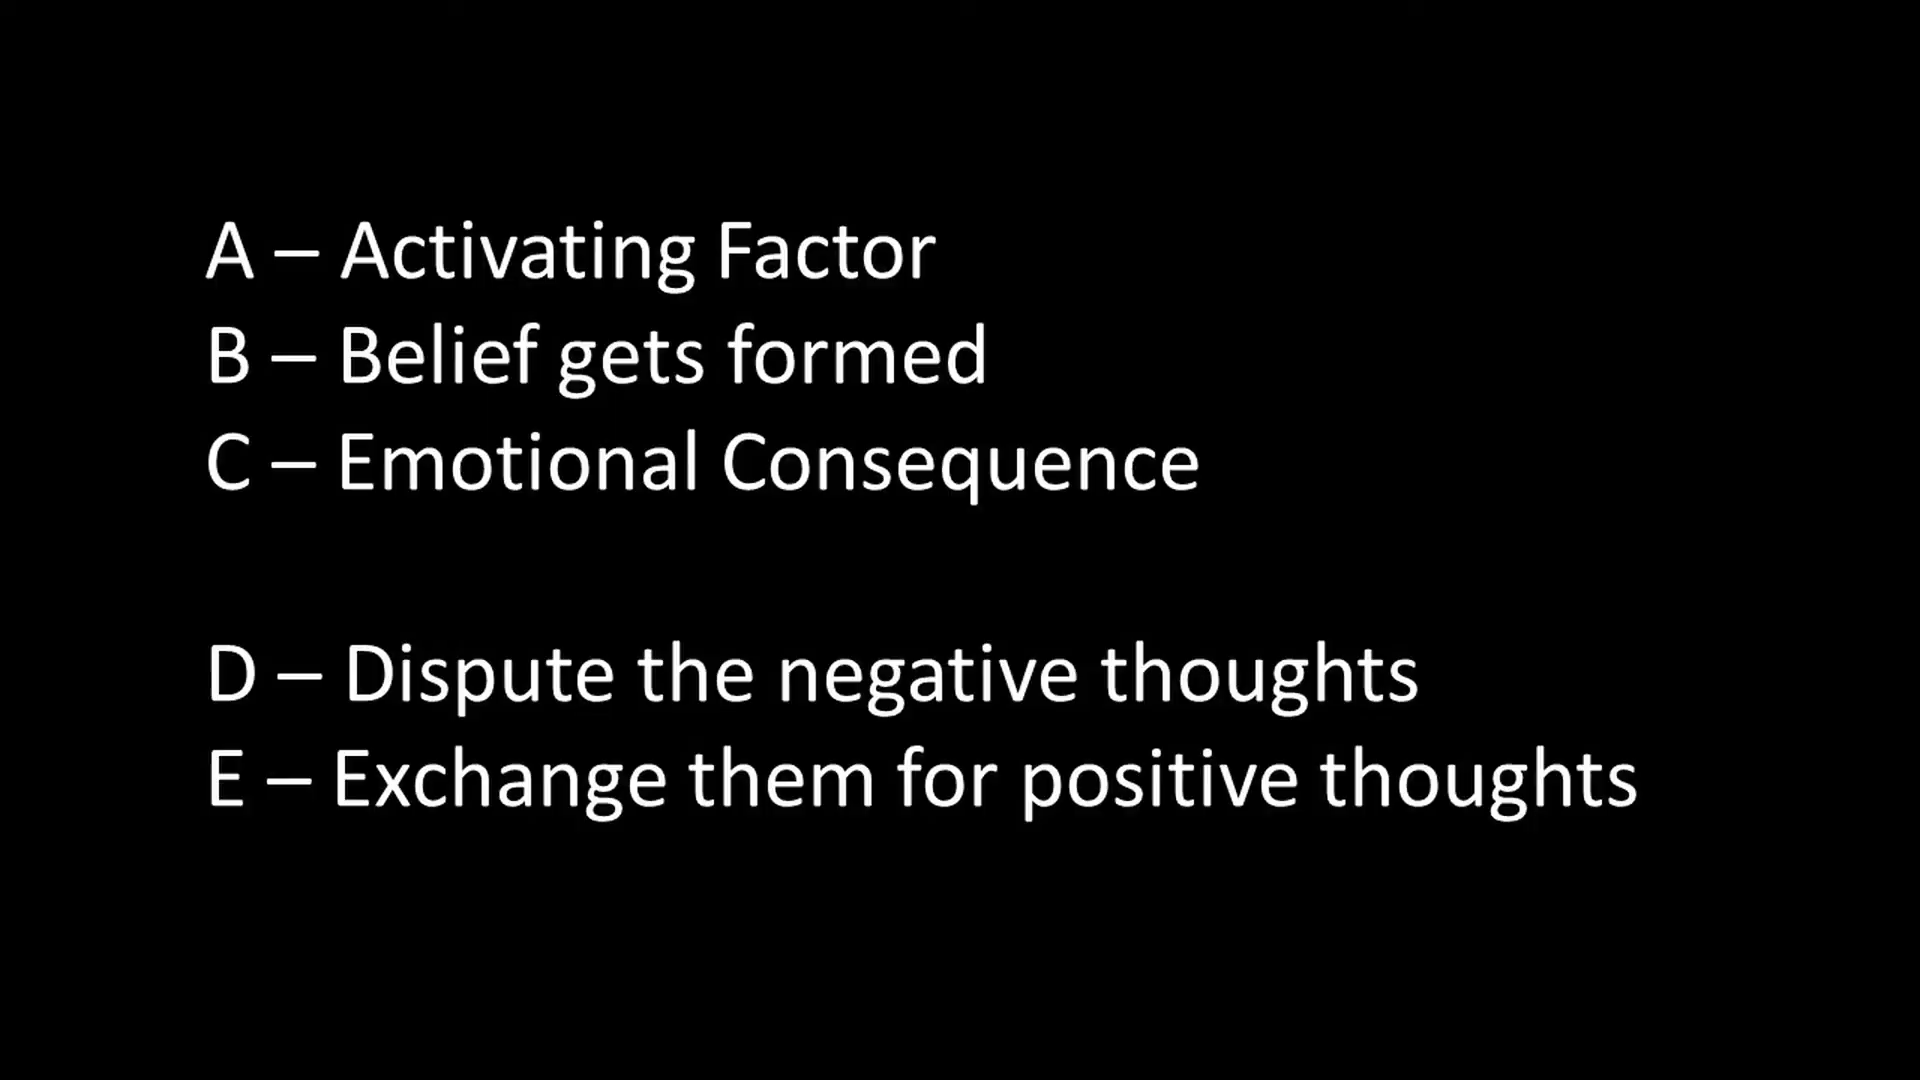 A – Activating Factor
B – Belief gets formed
C – Emotional Consequence
D – Dispute the negative thoughts
E – Exchange them for positive thoughts